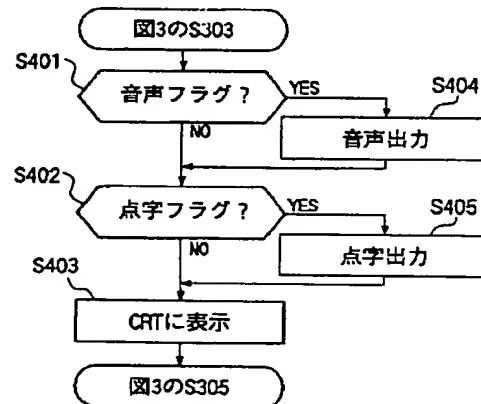 図3のS303
S401
音声フラグ?
YES
S404
音声出力
NO
S402
点字フラグ?
YES
S405
点字出力
NO
S403
CRTに表示
図3のS305